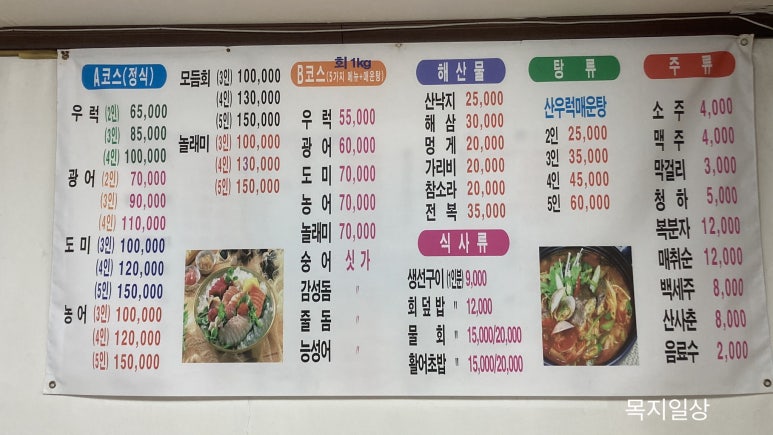 A코스(정식)
우럭 (2인) 65,000
(3인) 85,000
(4인) 100,000
광어 (2인) 70,000
(3인) 90,000
(4인) 110,000
도미 (3인) 100,000
(4인) 120,000
(5인) 150,000
농어 (3인) 100,000
(4인) 120,000
(5인) 150,000
모듬회 (3인) 100,000
(4인) 130,000
(5인) 150,000
놀래미 (3인) 100,000
(4인) 130,000
(5인) 150,000
회 1kg
B코스(5가지 메뉴+매운탕)
우럭 55,000
광어 60,000
도미 70,000
농어 70,000
놀래미 70,000
숭어 싯가
감성돔 〃
줄돔 〃
능성어 〃
해산물
산낙지 25,000
해삼 30,000
멍게 20,000
가리비 20,000
참소라 20,000
전복 35,000
식사류
생선구이 (1인분) 9,000
회덮밥 〃 12,000
물회 〃 15,000/20,000
활어초밥 〃 15,000/20,000
탕류
산우럭매운탕
2인 25,000
3인 35,000
4인 45,000
5인 60,000
주류
소주 4,000
맥주 4,000
막걸리 3,000
청하 5,000
복분자 12,000
매취순 12,000
백세주 8,000
산사춘 8,000
음료수 2,000
목지일상